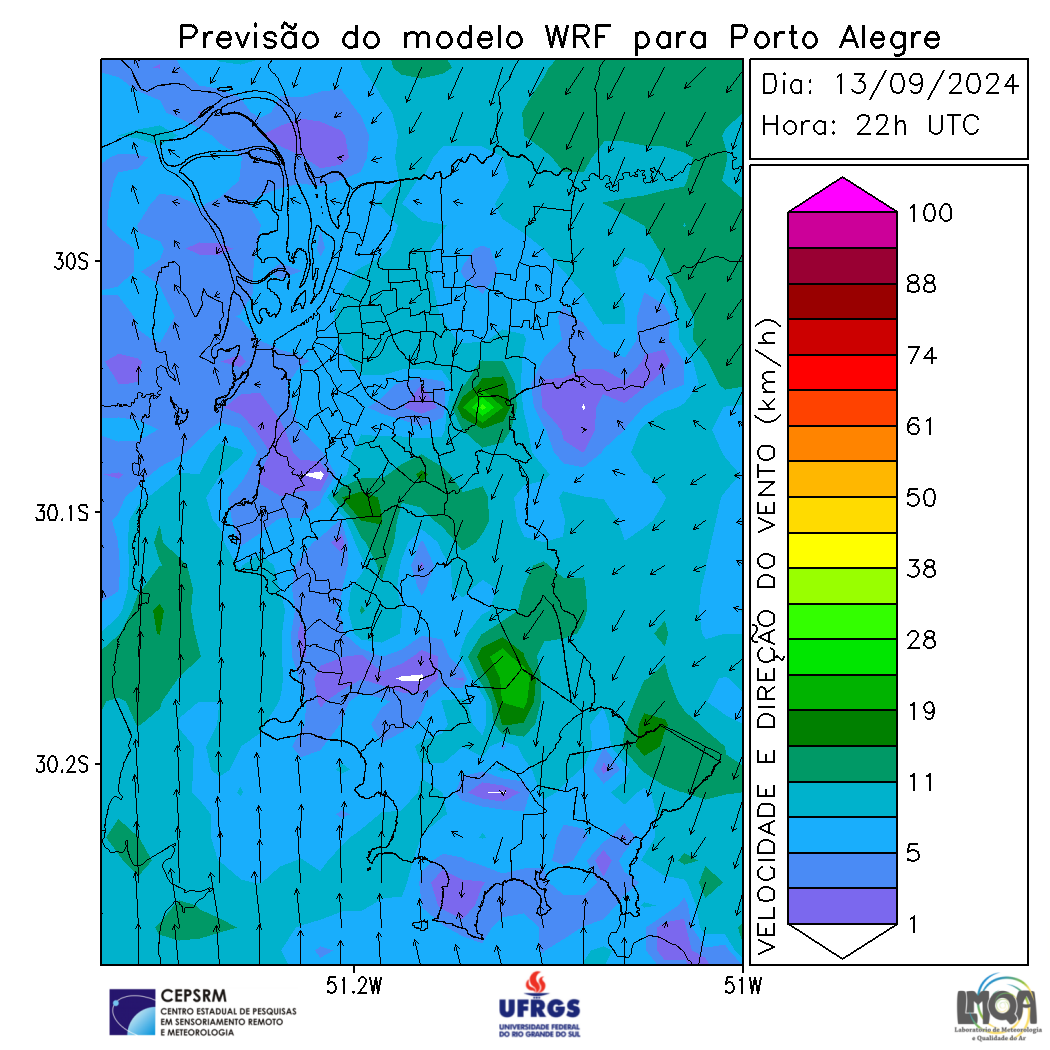 Previsão do modelo WRF para Porto Alegre
Dia: 13/09/2024
Hora: 22h UTC
30S
30.1S
30.2S
51.2W
51W
VELOCIDADE E DIREÇÃO DO VENTO (km/h)
100
88
74
61
50
38
28
19
11
5
1
CEPSRM
CENTRO ESTADUAL DE PESQUISAS
EM SENSORIAMENTO REMOTO
E METEOROLOGIA
UFRGS
UNIVERSIDADE FEDERAL
DO RIO GRANDE DO SUL
LMQA
Laboratório de Meteorologia
e Qualidade do Ar